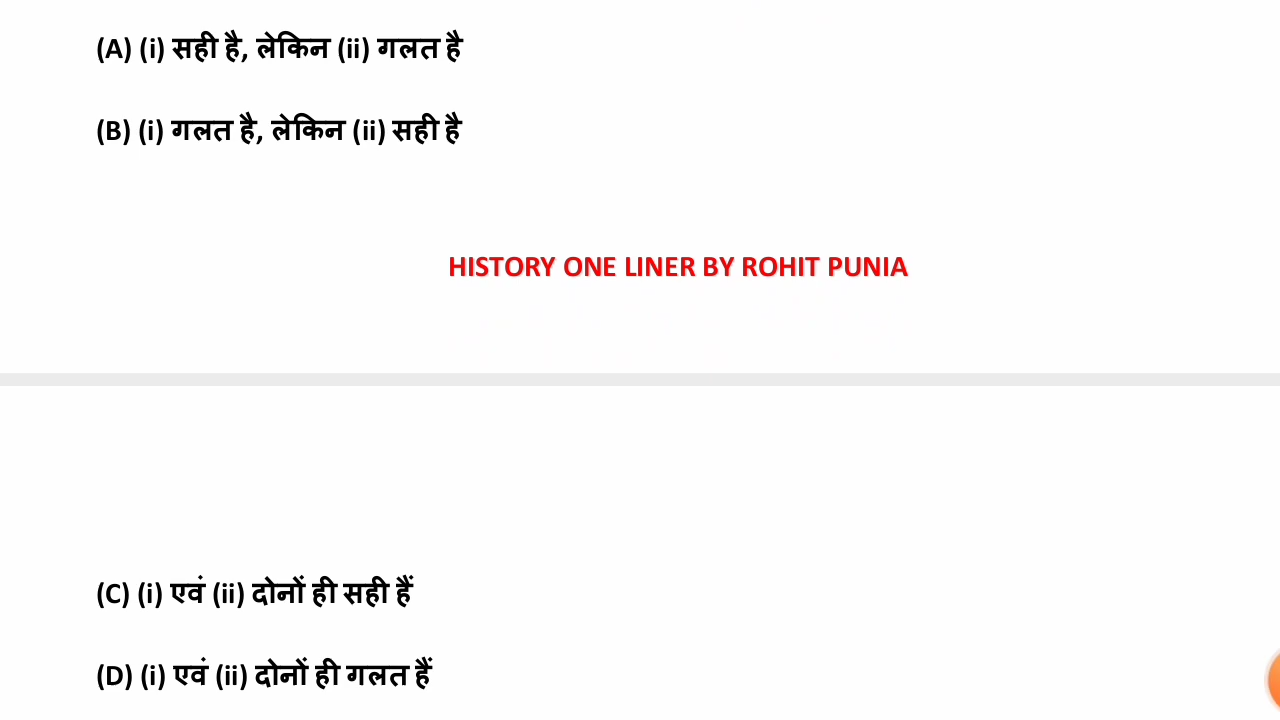 (A) (i) सही है, लेकिन (ii) गलत है
(B) (i) गलत है, लेकिन (ii) सही है
HISTORY ONE LINER BY ROHIT PUNIA
(C) (i) एवं (ii) दोनों ही सही हैं
(D) (i) एवं (ii) दोनों ही गलत हैं